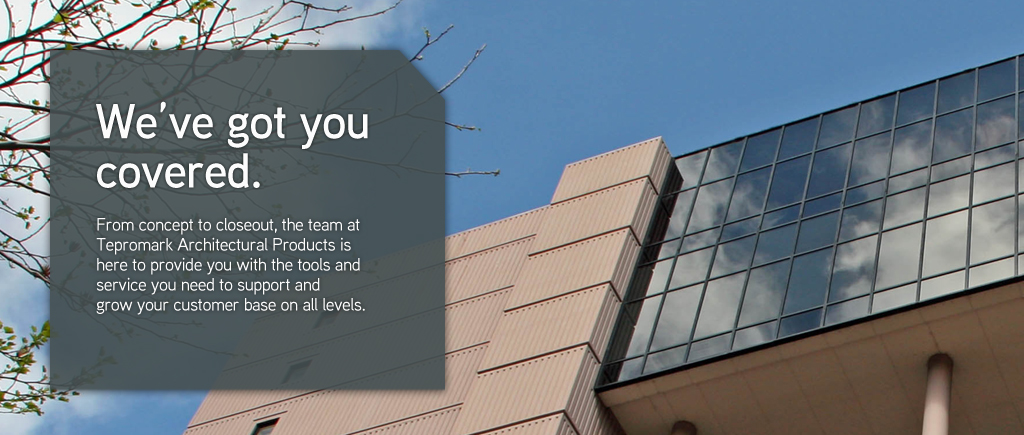 We've got you
covered.
From concept to closeout, the team at
Tepromark Architectural Products is
here to provide you with the tools and
service you need to support and
grow your customer base on all levels.